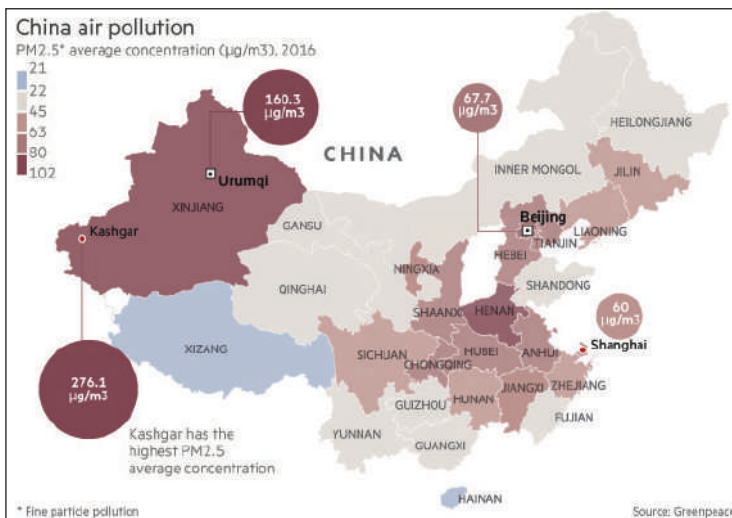 China air pollution
PM2.5* average concentration (µg/m3), 2016
21
22
45
63
80
102
160.3
µg/m3
67.7
µg/m3
HEILONGJIANG
CHINA
INNER MONGOL
JILIN
Urumqi
XINJIANG
Beijing
LIAONING
Kashgar
GANSU
TIANJIN
HEBEI
NINGXIA
SHANDONG
QINGHAI
60
µg/m3
SHAANXI
HENAN
XIZANG
Shanghai
SICHUAN
HUBEI
ANHUI
CHONGQING
ZHEJIANG
276.1
µg/m3
HUNAN
JIANGXI
GUIZHOU
FUJIAN
Kashgar has the
highest PM2.5
average concentration
YUNNAN
GUANGXI
HAINAN
* Fine particle pollution
Source: Greenpeace